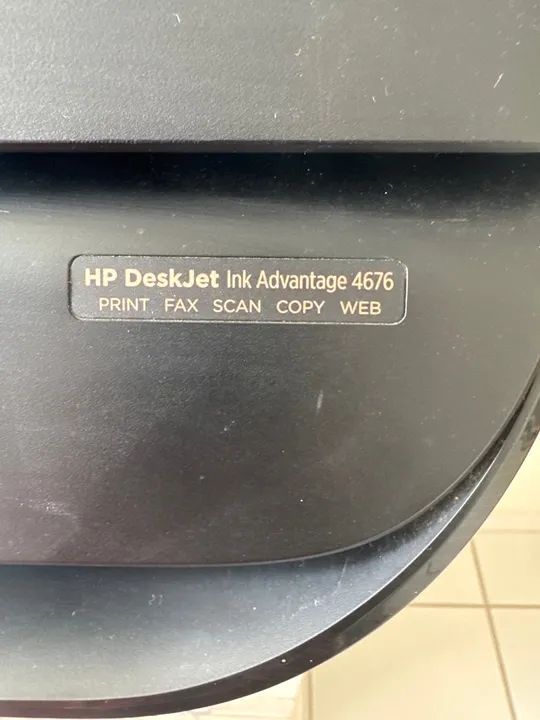 HP DeskJet Ink Advantage 4676
PRINT FAX SCAN COPY WEB